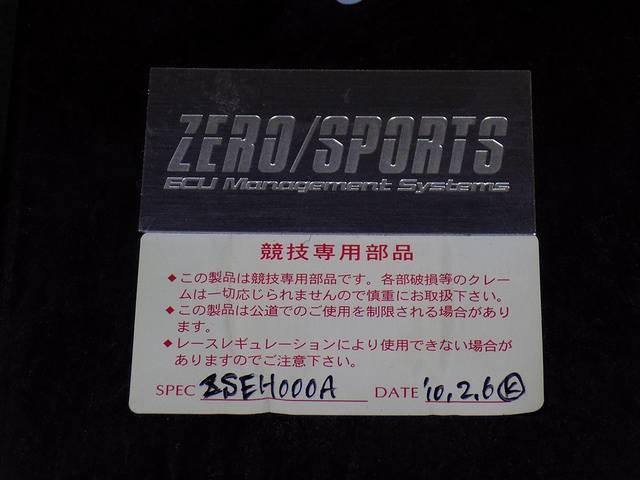 ZERO/SPORTS
ECU Management Systems
競技専用部品
◆この製品は競技専用部品です。各部破損等のクレー
ムは一切応じられませんので慎重にお取扱下さい。
◆この製品は公道でのご使用を制限される場合があり
ます。
◆レースレギュレーションにより使用できない場合が
ありますのでご注意下さい。
SPEC SSEH000A DATE '10.2.6 Ⓚ